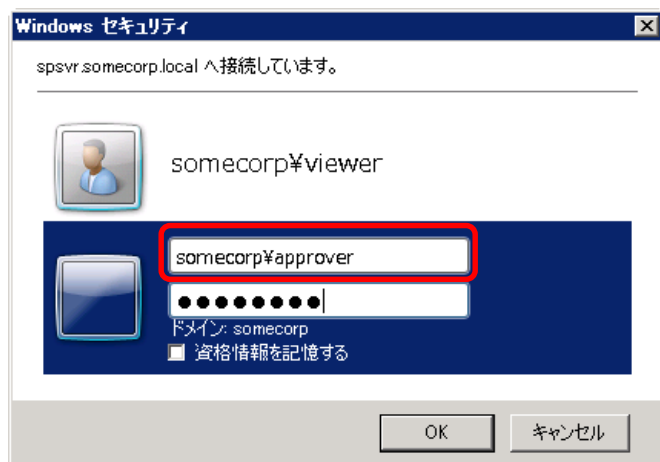 Windows セキュリティ
spsvr.somecorp.local へ接続しています。
somecorp¥viewer
somecorp¥approver
●●●●●●●●
ドメイン: somecorp
資格情報を記憶する
OK
キャンセル